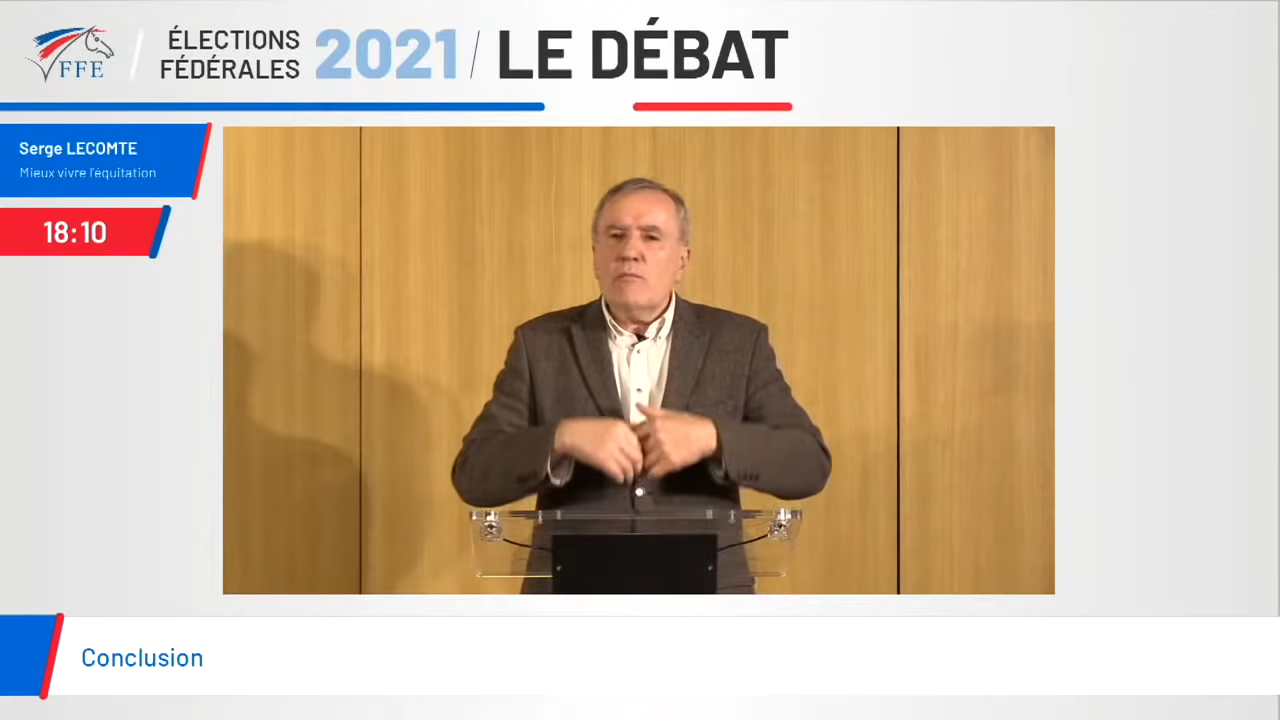 FFE
ÉLECTIONS
FÉDÉRALES
2021 / LE DÉBAT
Serge LECOMTE
Mieux vivre l'équitation
18:10
Conclusion